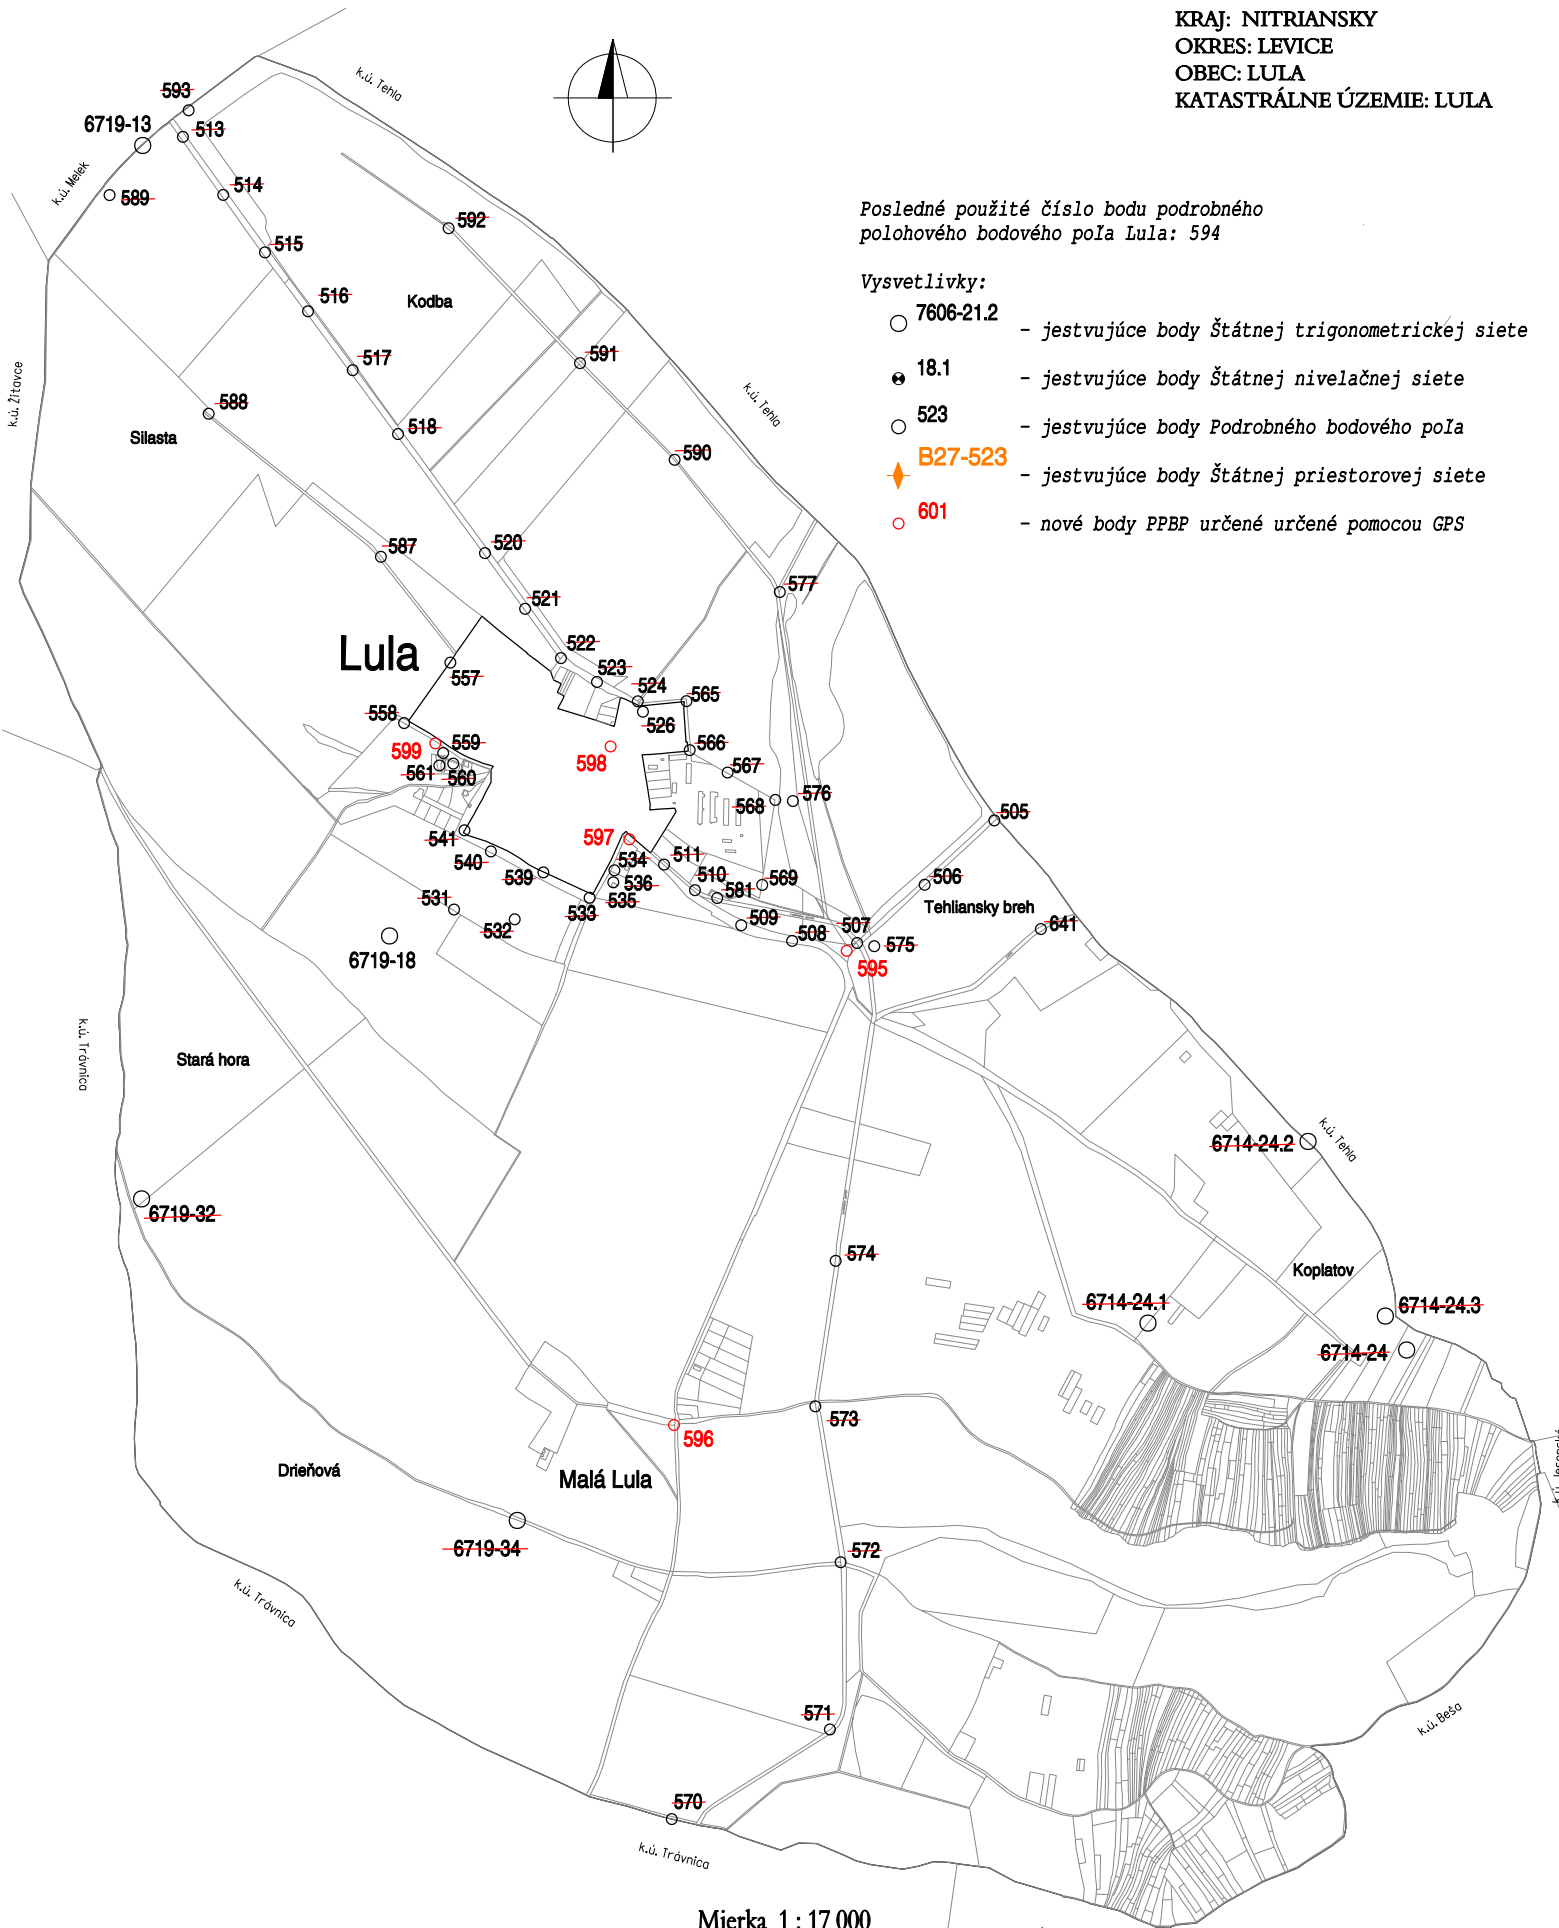 KRAJ: NITRIANSKY
OKRES: LEVICE
OBEC: LULA
KATASTRÁLNE ÚZEMIE: LULA
Posledné použité číslo bodu podrobného
polohového bodového poľa Lula: 594
Vysvetlivky:
7606-21.2 - jestvujúce body Štátnej trigonometrickej siete
18.1 - jestvujúce body Štátnej nivelačnej siete
523 - jestvujúce body Podrobného bodového poľa
B27-523 - jestvujúce body Štátnej priestorovej siete
601 - nové body PPBP určené určené pomocou GPS
k.ú. Tehla
593
6719-13
513
k.ú. Melek
589
514
592
515
516
Kodba
517
591
k.ú. Žitavce
588
518
Silasta
k.ú. Tehla
590
587
520
577
521
Lula
522
557
523
524
565
558
526
599
559
598
566
561
560
567
568
576
505
541
597
540
534
511
539
536
510
569
506
531
535
581
Tehliansky breh
533
532
509
507
641
508
575
6719-18
595
k.ú. Trávnica
Stará hora
6714-24.2
k.ú. Tehla
6719-32
574
Koplatov
6714-24.1
6714-24.3
6714-24
573
596
Drieňová
Malá Lula
6719-34
572
k.ú. Trávnica
571
k.ú. Beša
570
k.ú. Trávnica
Mierka 1 : 17 000